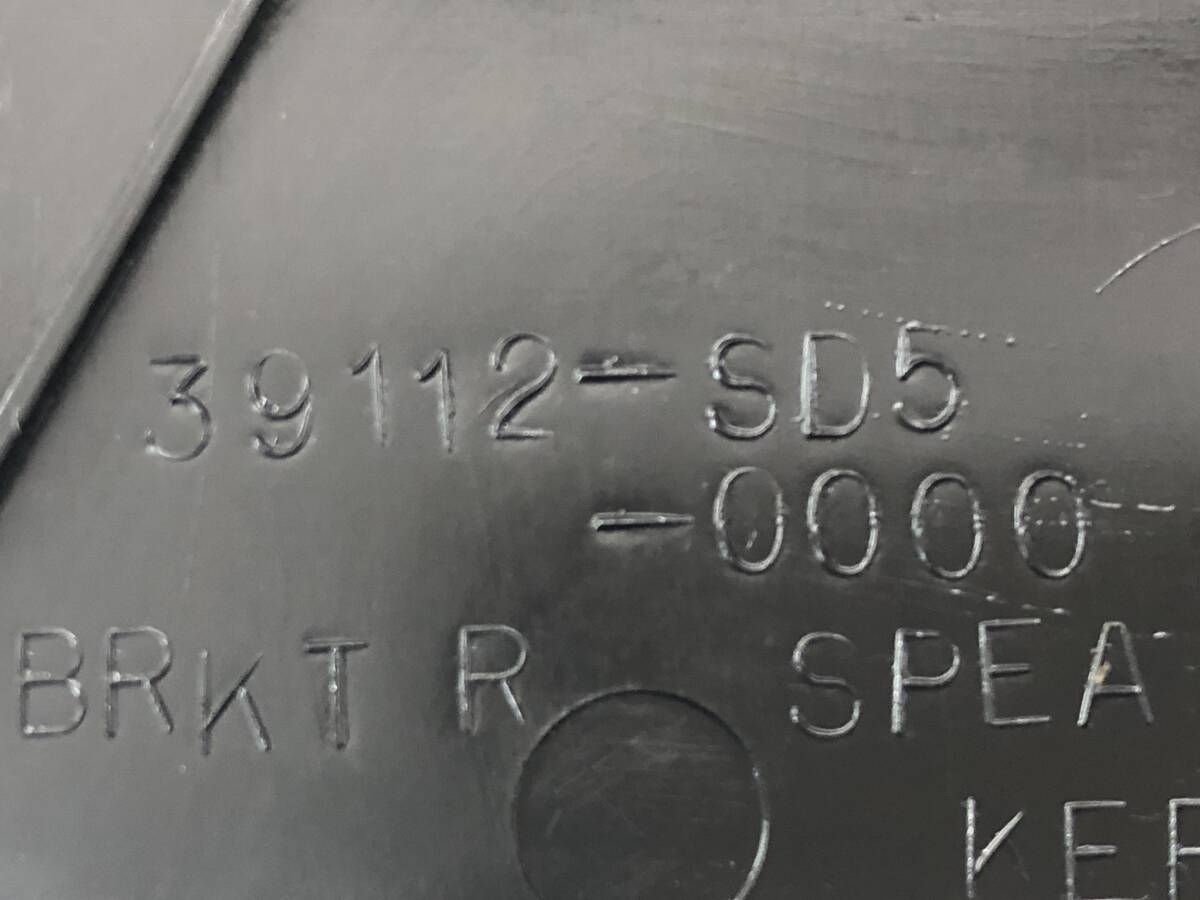 39112-SD5
-0000
BRKT R SPEA
KER